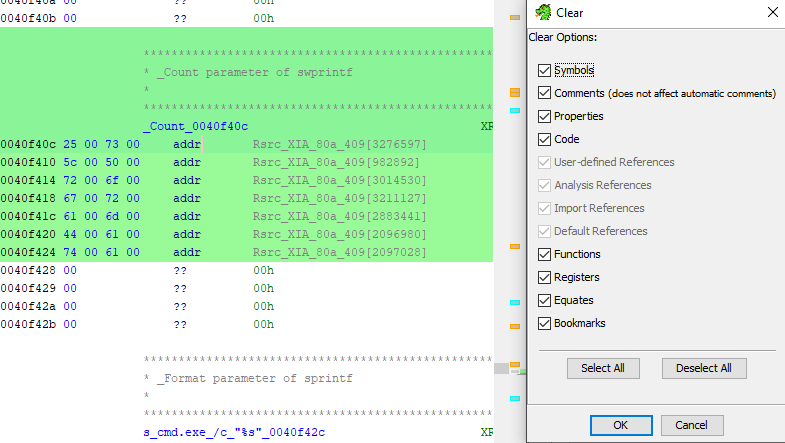 0040f40a 00 ?? 00h
0040f40b 00 ?? 00h
**************************************************
* _Count parameter of swprintf
*
**************************************************
_Count_0040f40c XR
0040f40c 25 00 73 00 addr Rsrc_XIA_80a_409[3276597]
0040f410 5c 00 50 00 addr Rsrc_XIA_80a_409[982892]
0040f414 72 00 6f 00 addr Rsrc_XIA_80a_409[3014530]
0040f418 67 00 72 00 addr Rsrc_XIA_80a_409[3211127]
0040f41c 61 00 6d 00 addr Rsrc_XIA_80a_409[2883441]
0040f420 44 00 61 00 addr Rsrc_XIA_80a_409[2096980]
0040f424 74 00 61 00 addr Rsrc_XIA_80a_409[2097028]
0040f428 00 ?? 00h
0040f429 00 ?? 00h
0040f42a 00 ?? 00h
0040f42b 00 ?? 00h
**************************************************
* _Format parameter of sprintf
*
**************************************************
s_cmd.exe_/c_"%s"_0040f42c XR
Clear
Clear Options:
Symbols
Comments (does not affect automatic comments)
Properties
Code
User-defined References
Analysis References
Import References
Default References
Functions
Registers
Equates
Bookmarks
Select All Deselect All
OK Cancel